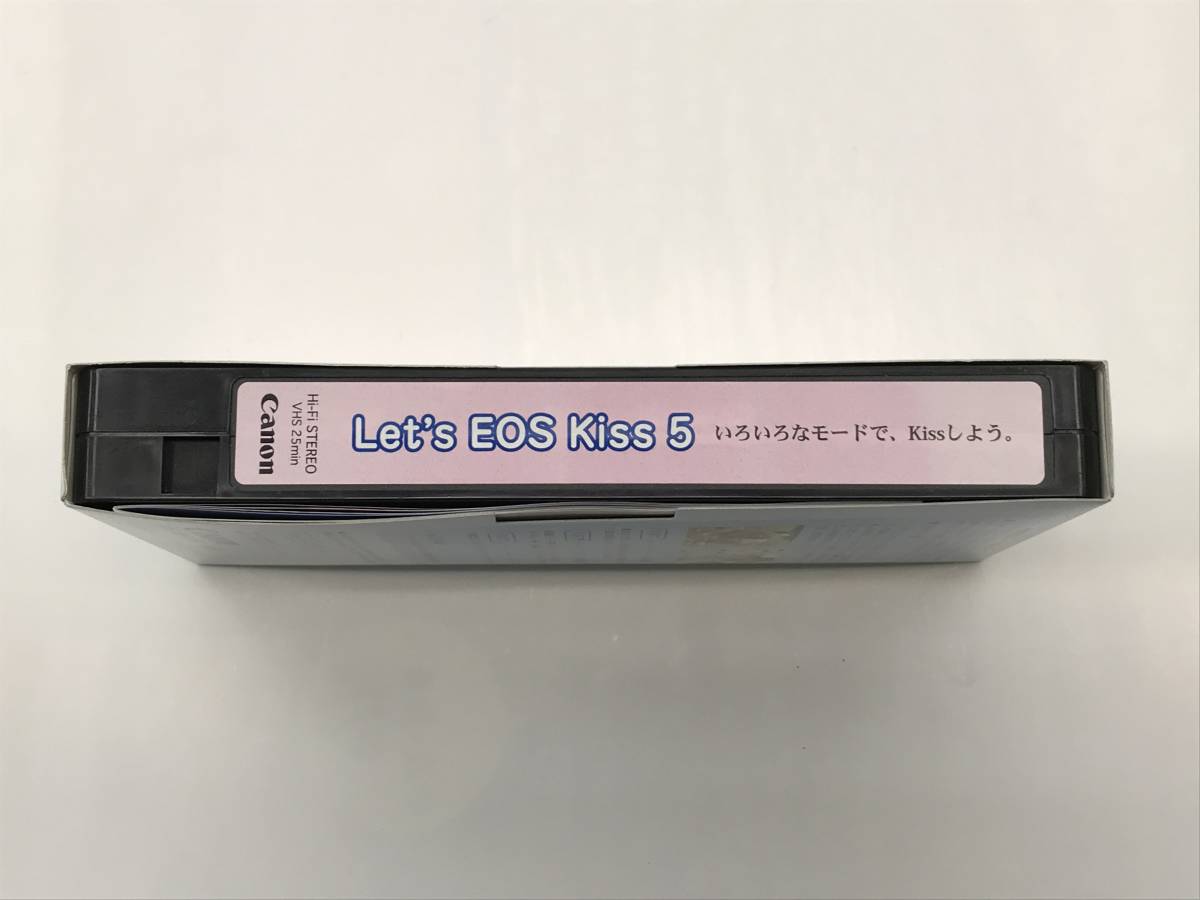 Canon
Hi-Fi STEREO
VHS 25min
Let's EOS Kiss 5
いろいろなモードで、Kissしよう。